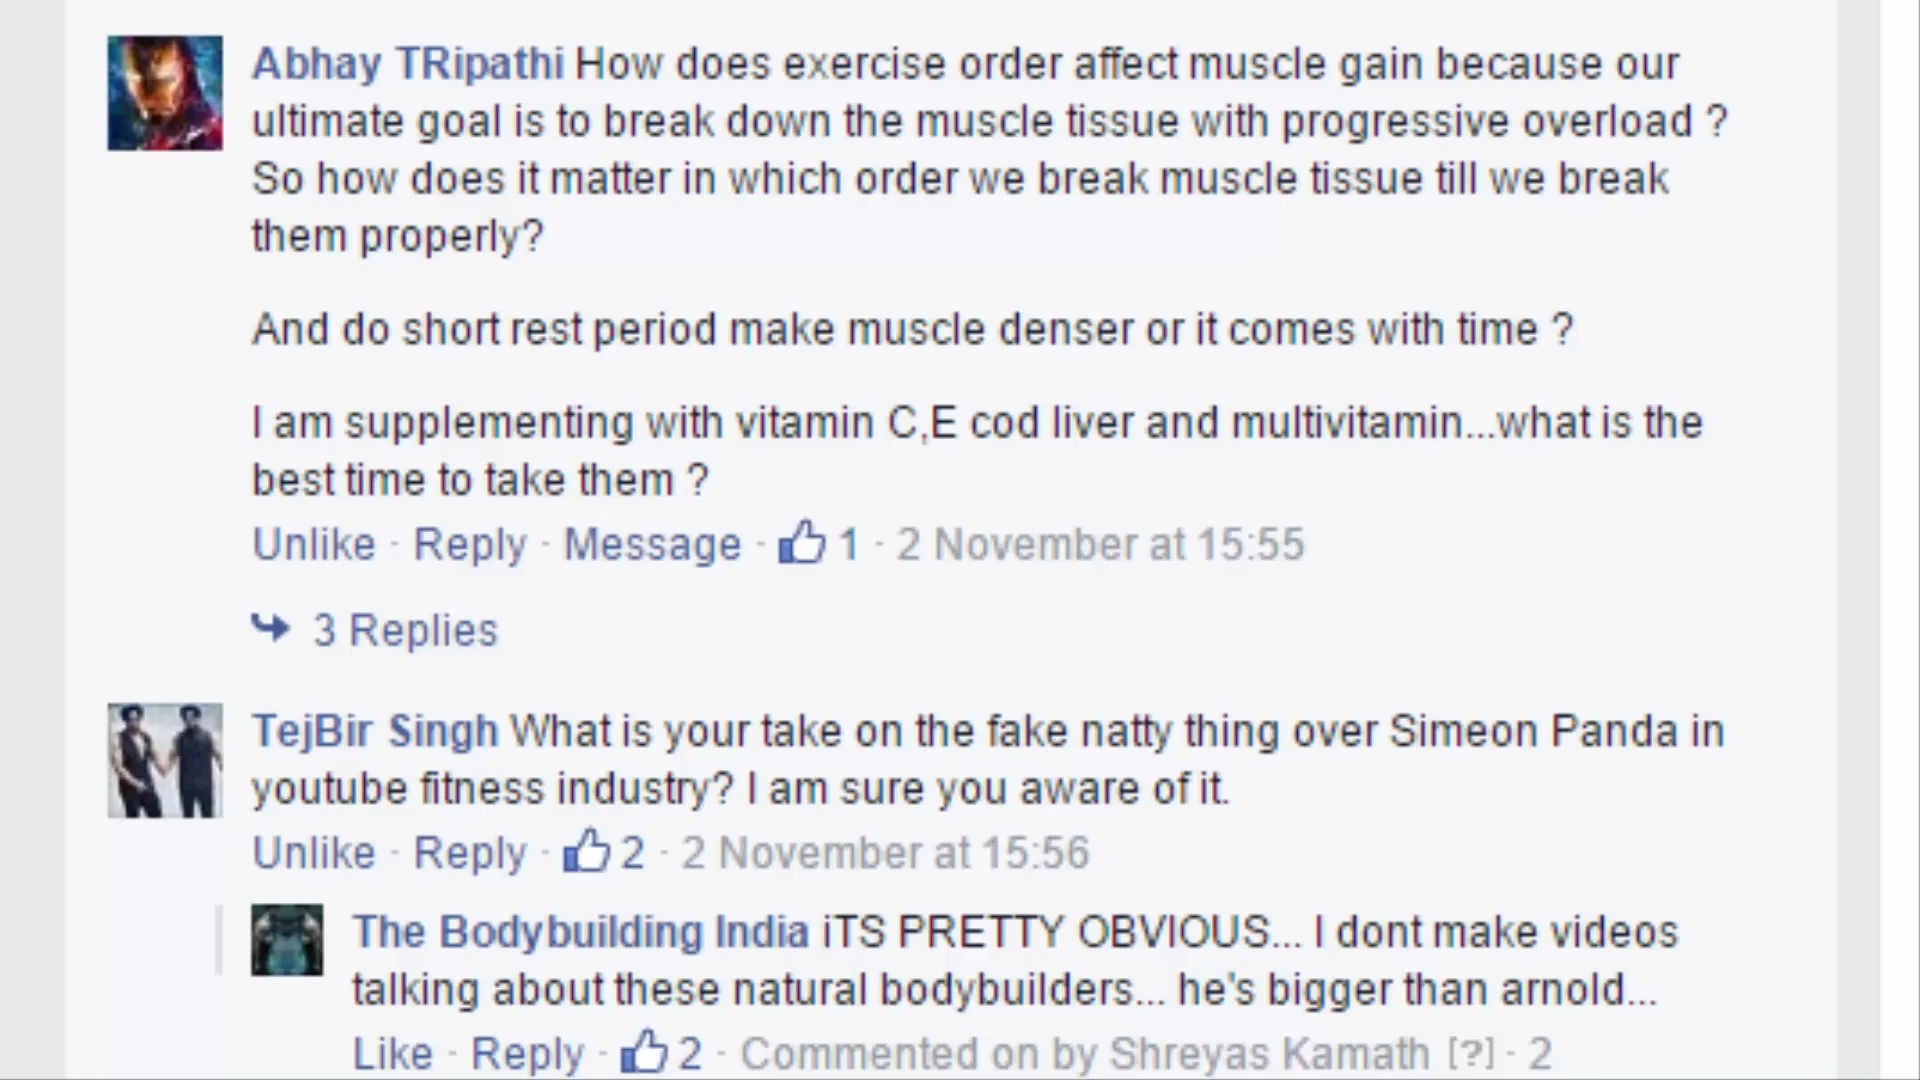 Abhay TRipathi How does exercise order affect muscle gain because our
ultimate goal is to break down the muscle tissue with progressive overload ?
So how does it matter in which order we break muscle tissue till we break
them properly?
And do short rest period make muscle denser or it comes with time ?
I am supplementing with vitamin C,E cod liver and multivitamin...what is the
best time to take them ?
Unlike · Reply · Message · 1 · 2 November at 15:55
3 Replies
TejBir Singh What is your take on the fake natty thing over Simeon Panda in
youtube fitness industry? I am sure you aware of it.
Unlike · Reply · 2 · 2 November at 15:56
The Bodybuilding India iTS PRETTY OBVIOUS... I dont make videos
talking about these natural bodybuilders... he's bigger than arnold...
Like · Reply · 2 · Commented on by Shreyas Kamath [?] · 2